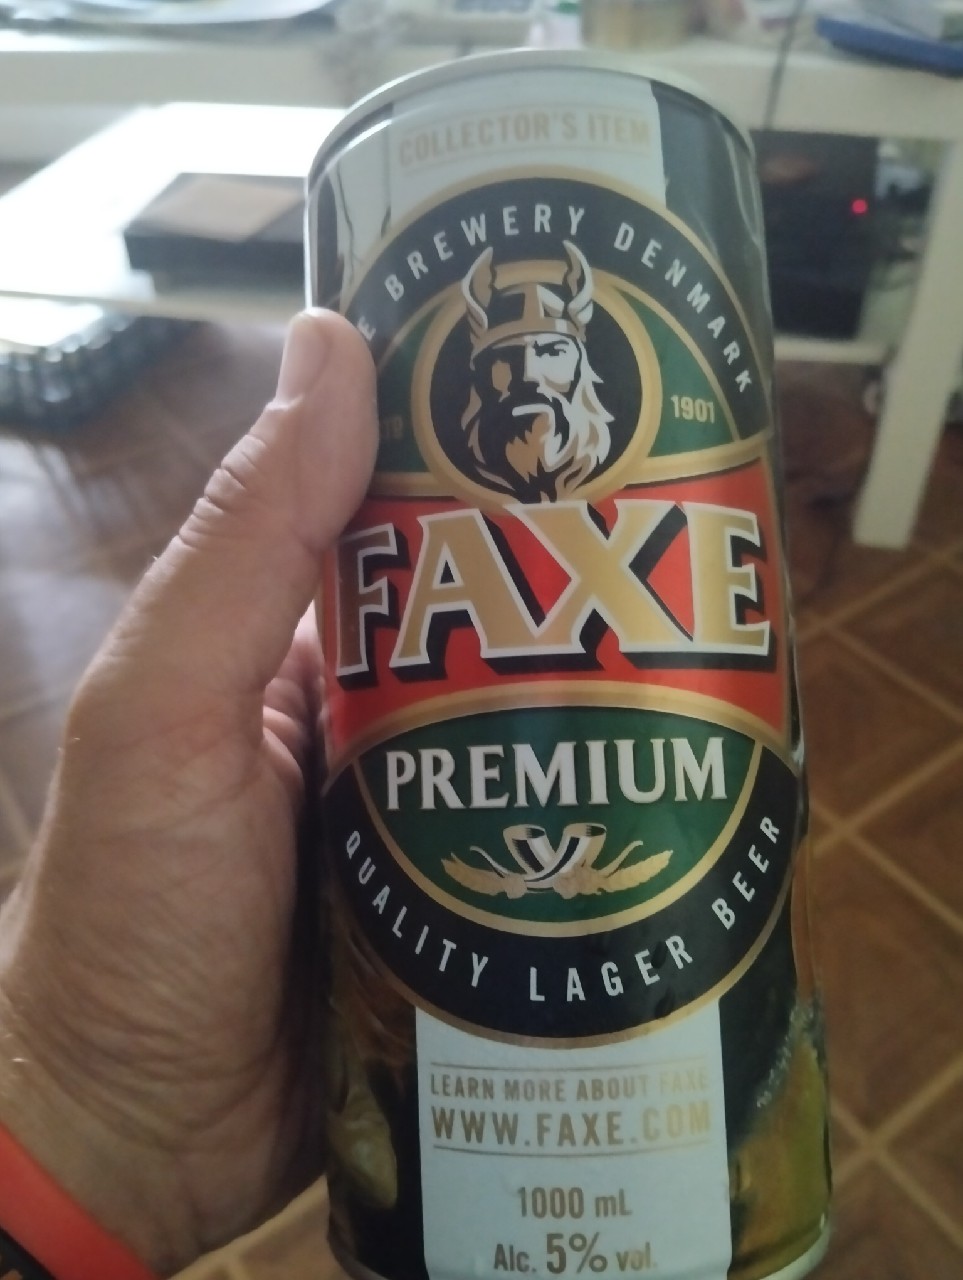 COLLECTOR'S ITEM
BREWERY DENMARK
1901
FAXE
PREMIUM
QUALITY LAGER BEER
LEARN MORE ABOUT FAXE
WWW.FAXE.COM
1000 mL
Alc. 5% vol.